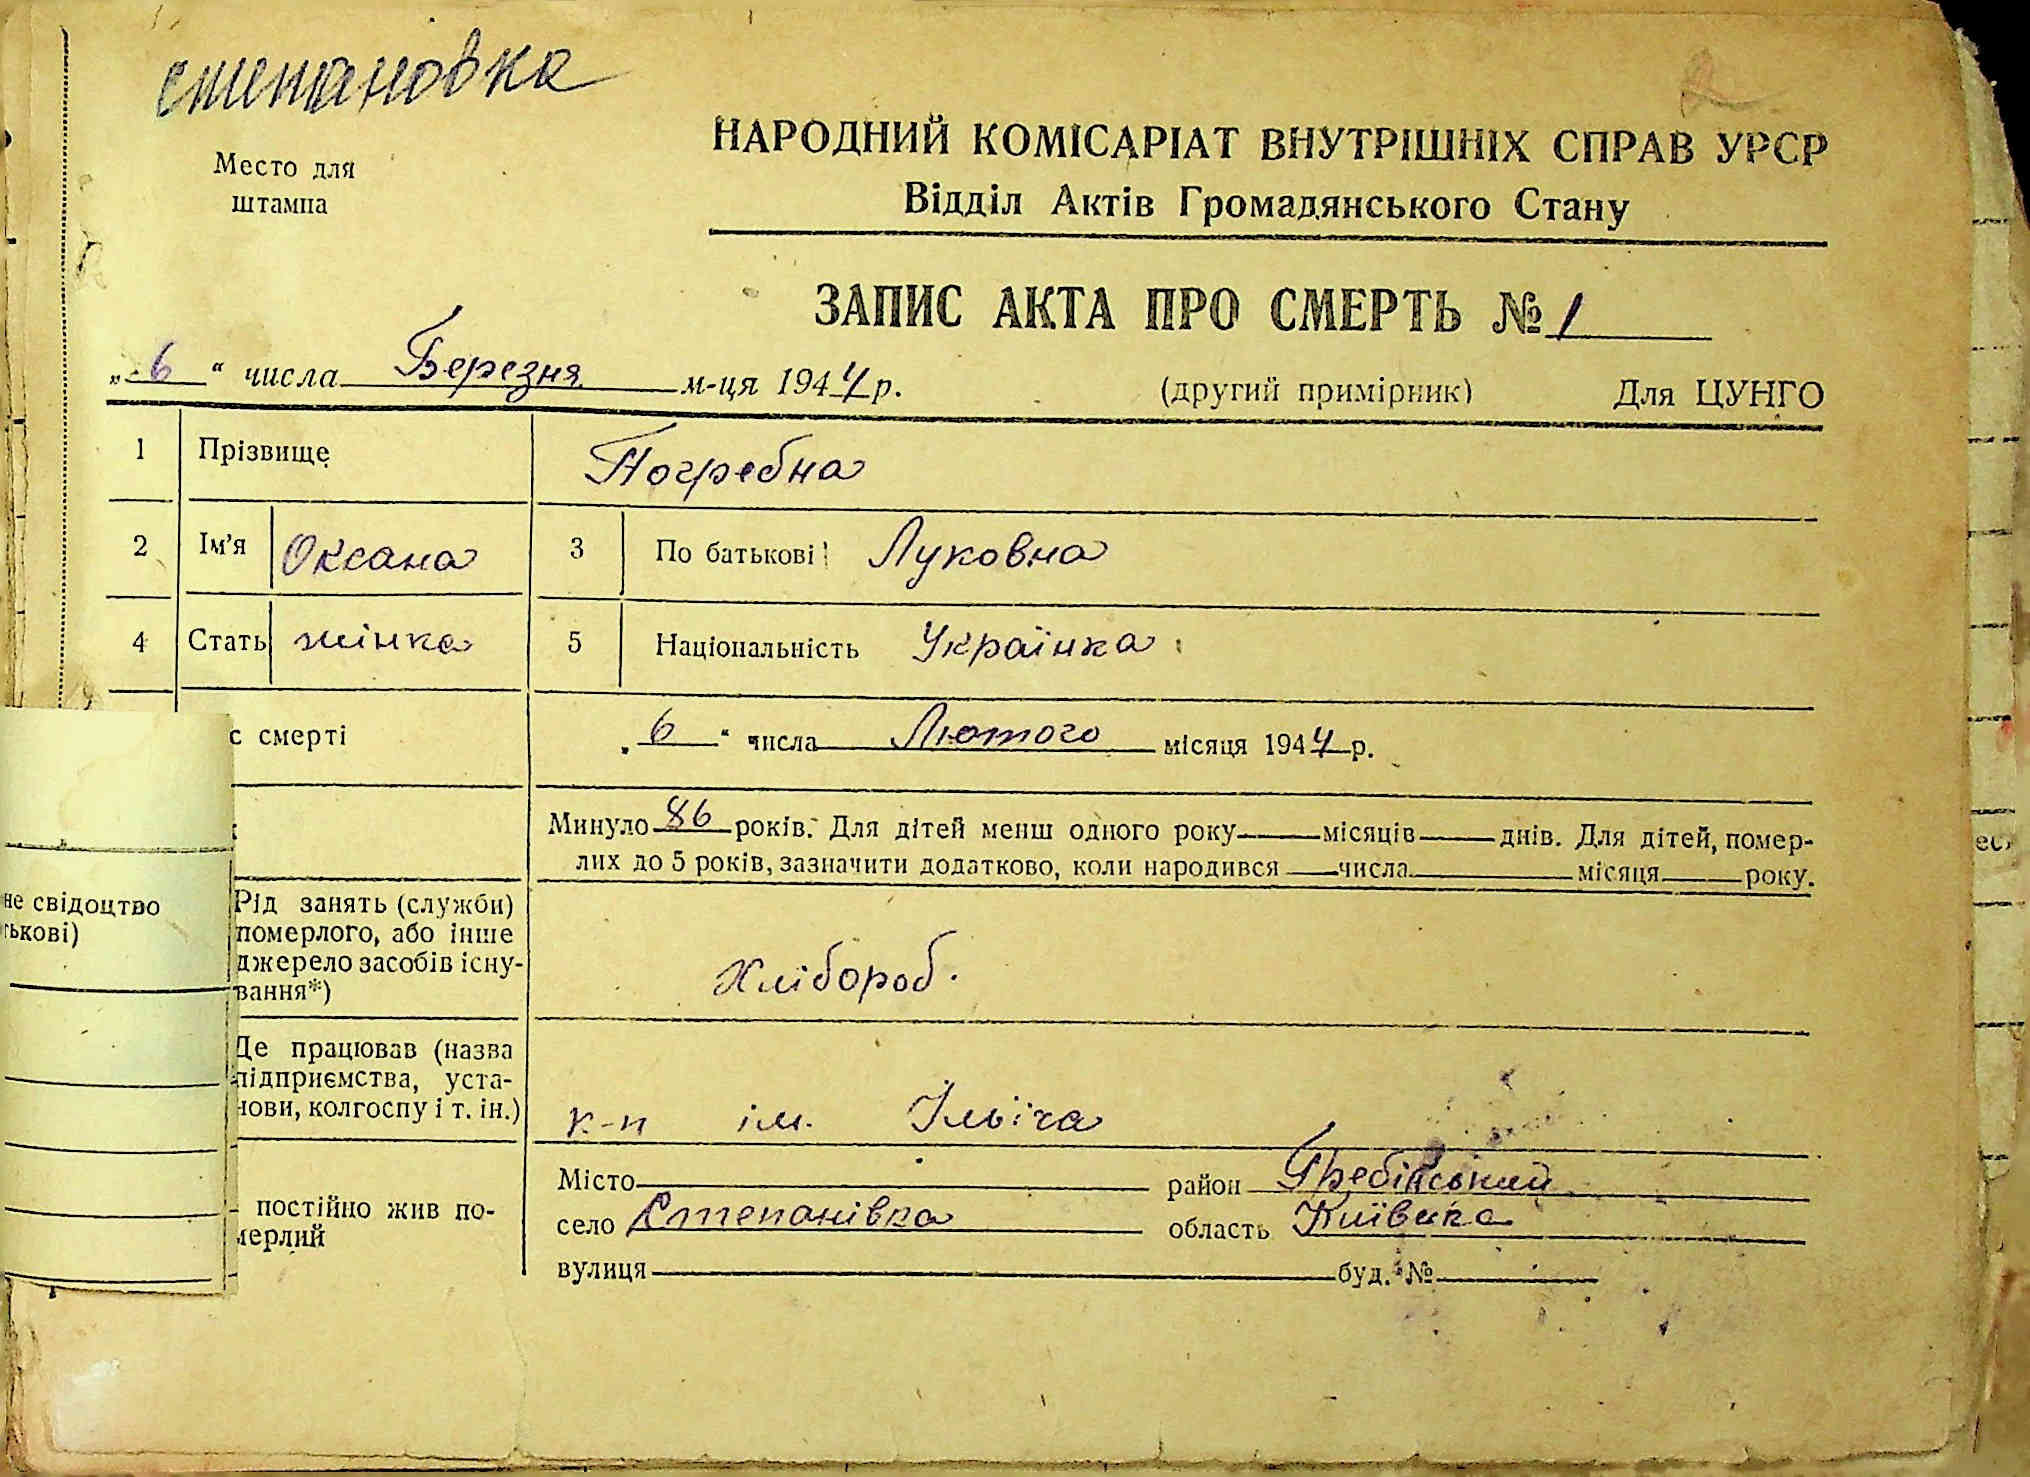 степановка
Место для
штампа
НАРОДНИЙ КОМІСАРІАТ ВНУТРІШНІХ СПРАВ УРСР
Відділ Актів Громадянського Стану
ЗАПИС АКТА ПРО СМЕРТЬ № 1
„6“ числа Березня м-ця 1944 р. (другий примірник) Для ЦУНГО
1 Прізвище Погребна
2 Ім'я Оксана 3 По батькові Луковна
4 Стать жінка 5 Національність Українка
с смерті „6“ числа Лютого місяця 1944 р.
Минуло 86 років. Для дітей менш одного року місяців днів. Для дітей, помер-
лих до 5 років, зазначити додатково, коли народився числа місяця року.
не свідоцтво
тькові)
Рід занять (служби)
померлого, або інше
джерело засобів існу-
вання*)
Хлібороб.
Де працював (назва
підприємства, уста-
нови, колгоспу і т. ін.)
к-п ім. Ільїча
постійно жив по-
мерлий
Місто район Гребінський
село Степанівка область Київська
вулиця буд. №